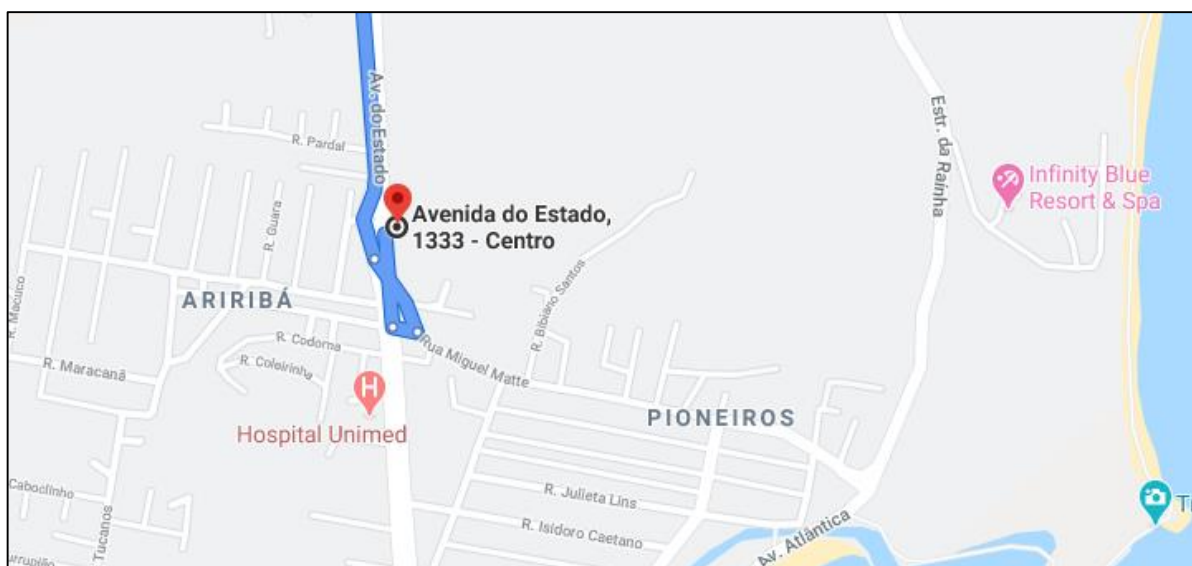 Av. do Estado
Estr. da Rainha
R. Pardal
Infinity Blue
Resort & Spa
Avenida do Estado,
1333 - Centro
R. Guara
R. Macuco
ARIRIBÁ
R. Bibiano Santos
R. Codorna
R. Coleirinha
Rua Miguel Matte
R. Maracanã
PIONEIROS
H
Hospital Unimed
Caboclinho
R. Julieta Lins
Tucanos
R. Isidoro Caetano
Av. Atlântica